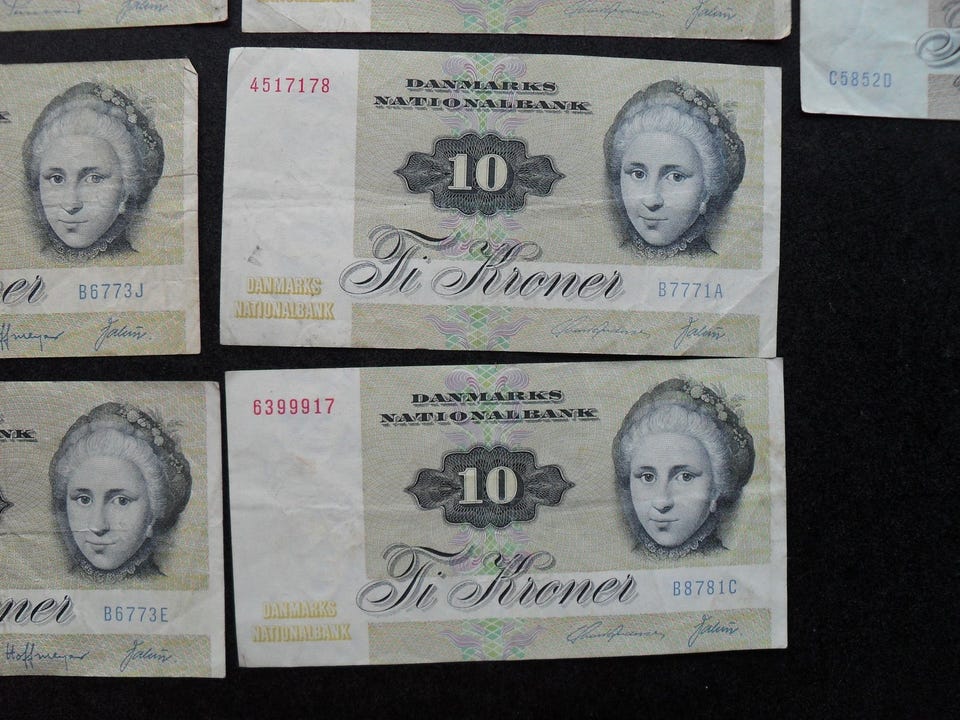 C5852D
4517178
DANMARKS
NATIONALBANK
10
Ti Kroner
B7771A
DANMARKS
NATIONALBANK
B6773J
6399917
DANMARKS
NATIONALBANK
10
Ti Kroner
B8781C
DANMARKS
NATIONALBANK
B6773E
Hoffmeyer